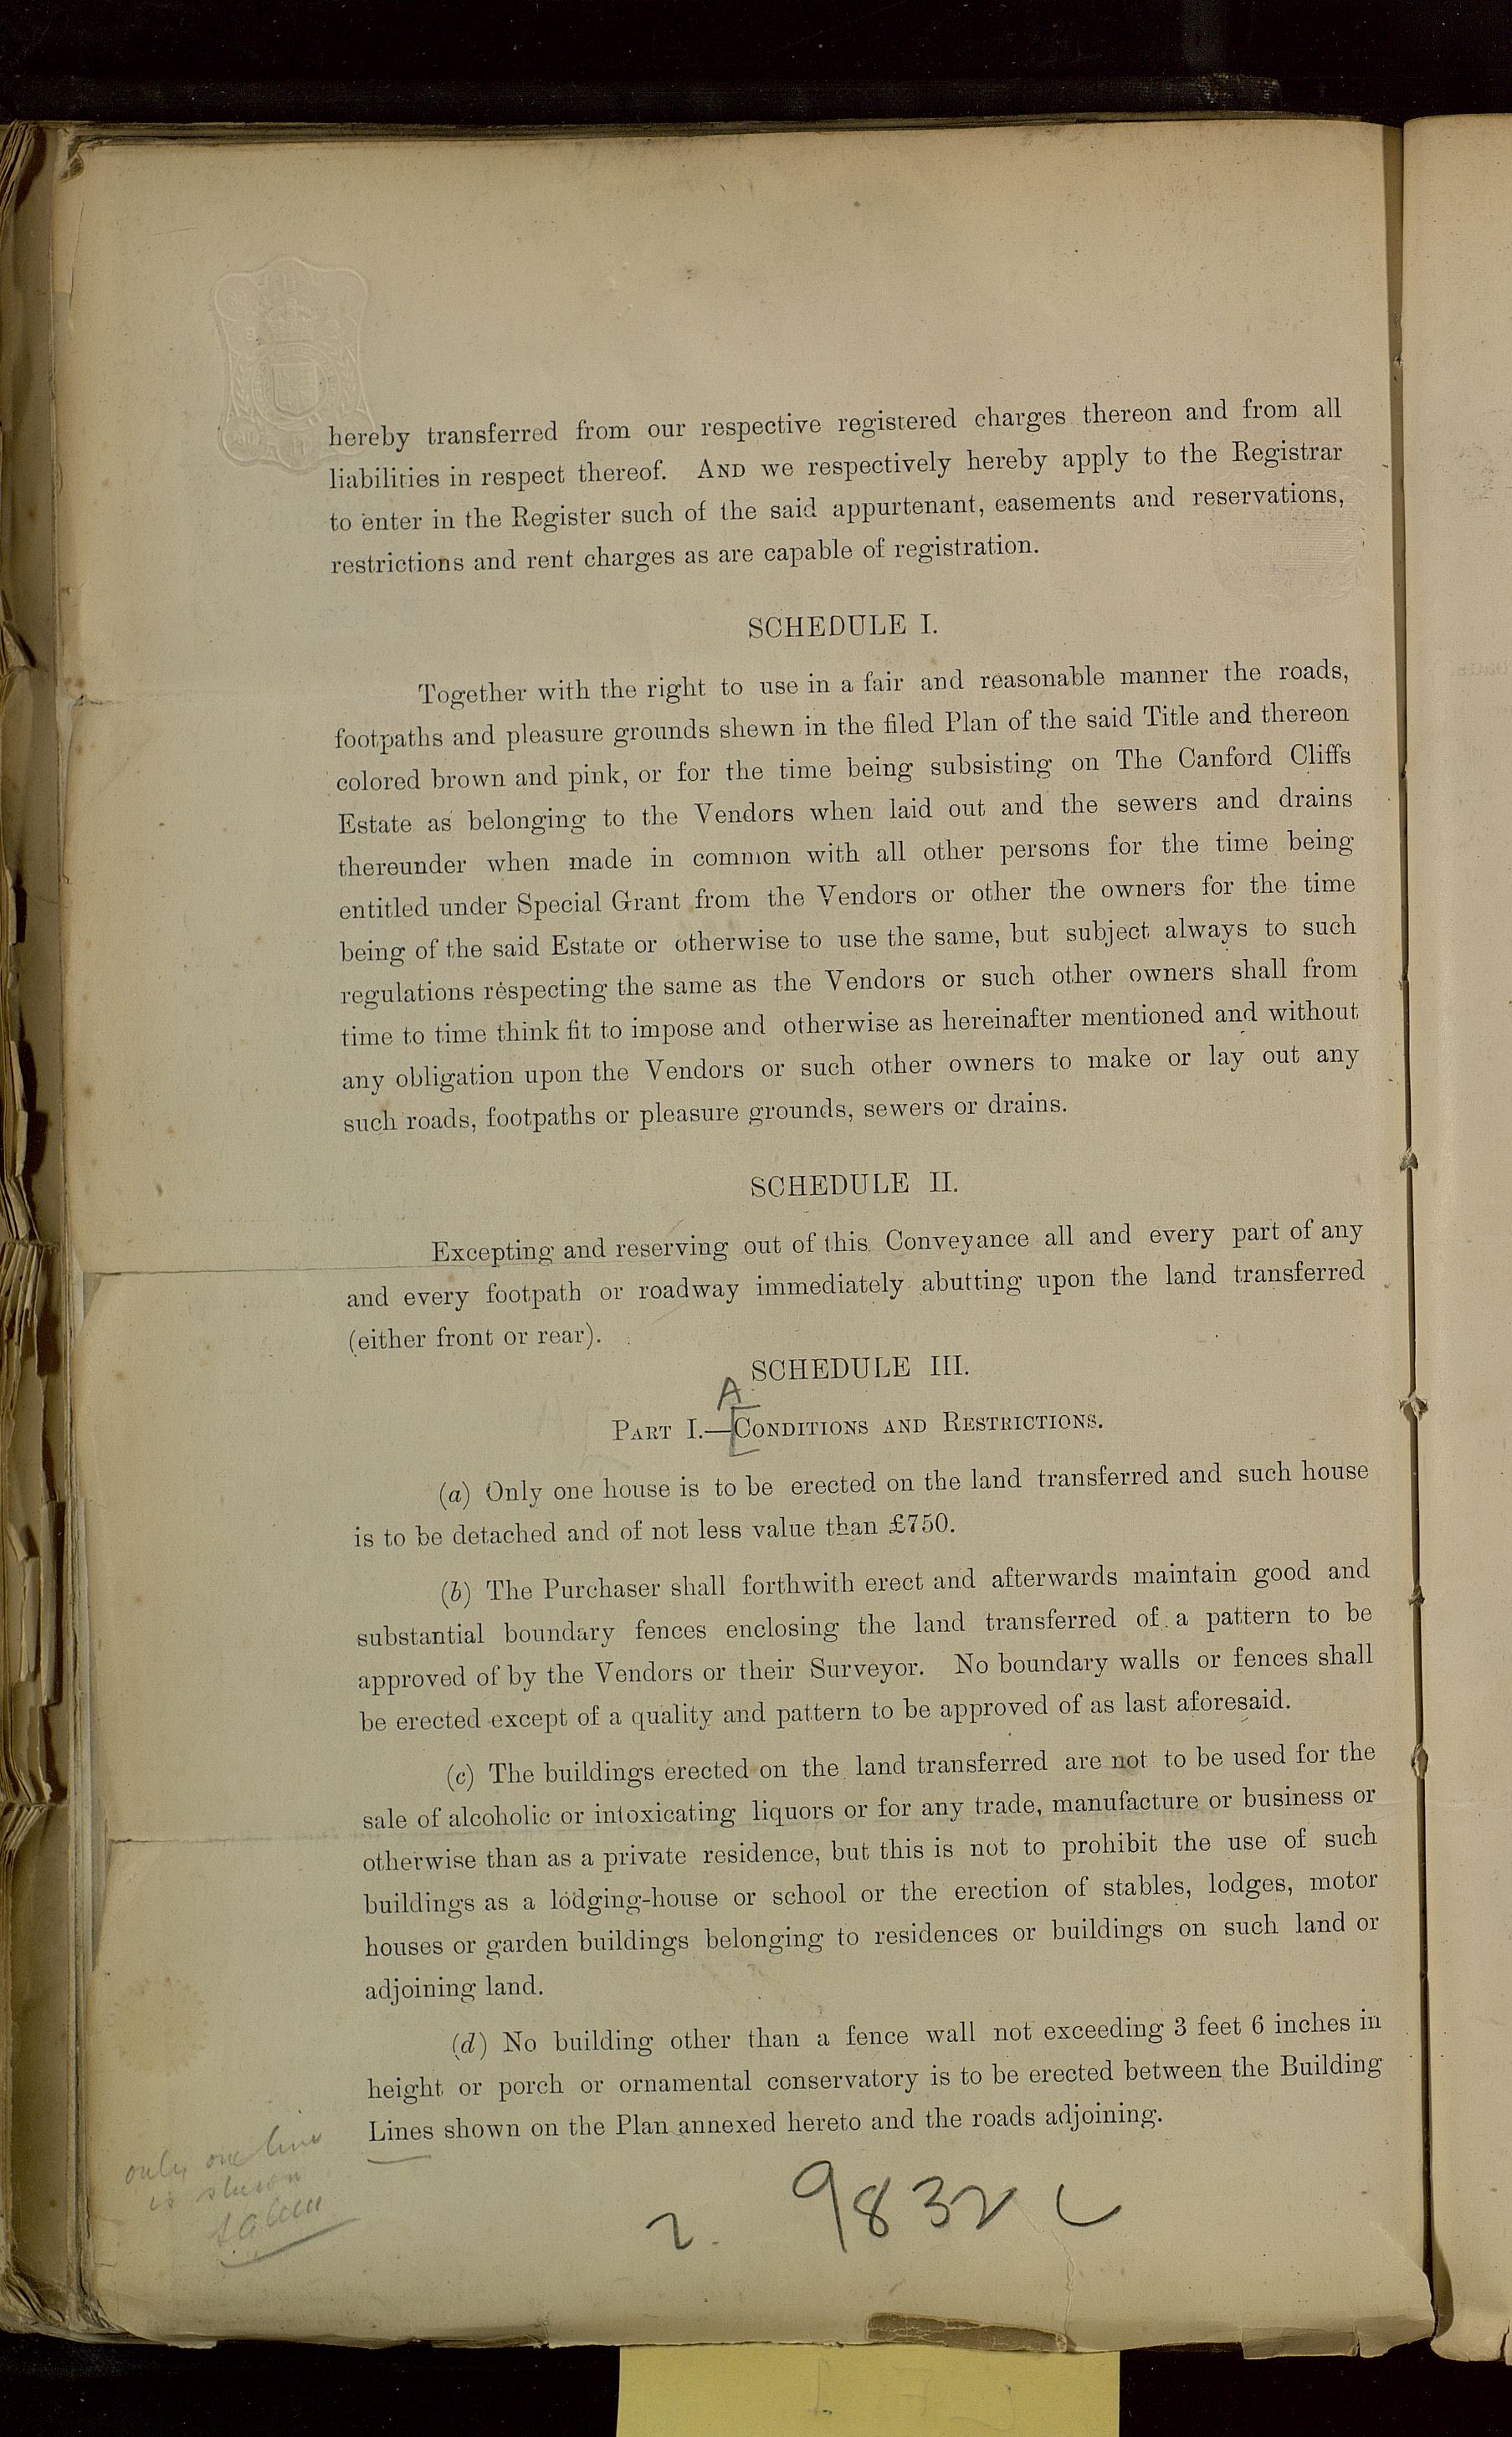 hereby transferred from our respective registered charges thereon and from all
liabilities in respect thereof. AND we respectively hereby apply to the Registrar
to enter in the Register such of the said appurtenant, easements and reservations,
restrictions and rent charges as are capable of registration.
SCHEDULE I.
Together with the right to use in a fair and reasonable manner the roads,
footpaths and pleasure grounds shewn in the filed Plan of the said Title and thereon
colored brown and pink, or for the time being subsisting on The Canford Cliffs
Estate as belonging to the Vendors when laid out and the sewers and drains
thereunder when made in common with all other persons for the time being
entitled under Special Grant from the Vendors or other the owners for the time
being of the said Estate or otherwise to use the same, but subject always to such
regulations respecting the same as the Vendors or such other owners shall from
time to time think fit to impose and otherwise as hereinafter mentioned and without
any obligation upon the Vendors or such other owners to make or lay out any
such roads, footpaths or pleasure grounds, sewers or drains.
SCHEDULE II.
Excepting and reserving out of this Conveyance all and every part of any
and every footpath or roadway immediately abutting upon the land transferred
(either front or rear).
SCHEDULE III.
A
PART I.—[CONDITIONS AND RESTRICTIONS.
(a) Only one house is to be erected on the land transferred and such house
is to be detached and of not less value than £750.
(b) The Purchaser shall forthwith erect and afterwards maintain good and
substantial boundary fences enclosing the land transferred of a pattern to be
approved of by the Vendors or their Surveyor. No boundary walls or fences shall
be erected except of a quality and pattern to be approved of as last aforesaid.
(c) The buildings erected on the land transferred are not to be used for the
sale of alcoholic or intoxicating liquors or for any trade, manufacture or business or
otherwise than as a private residence, but this is not to prohibit the use of such
buildings as a lodging-house or school or the erection of stables, lodges, motor
houses or garden buildings belonging to residences or buildings on such land or
adjoining land.
(d) No building other than a fence wall not exceeding 3 feet 6 inches in
height or porch or ornamental conservatory is to be erected between the Building
Lines shown on the Plan annexed hereto and the roads adjoining.
only one line
is shewn
2. 9832 C